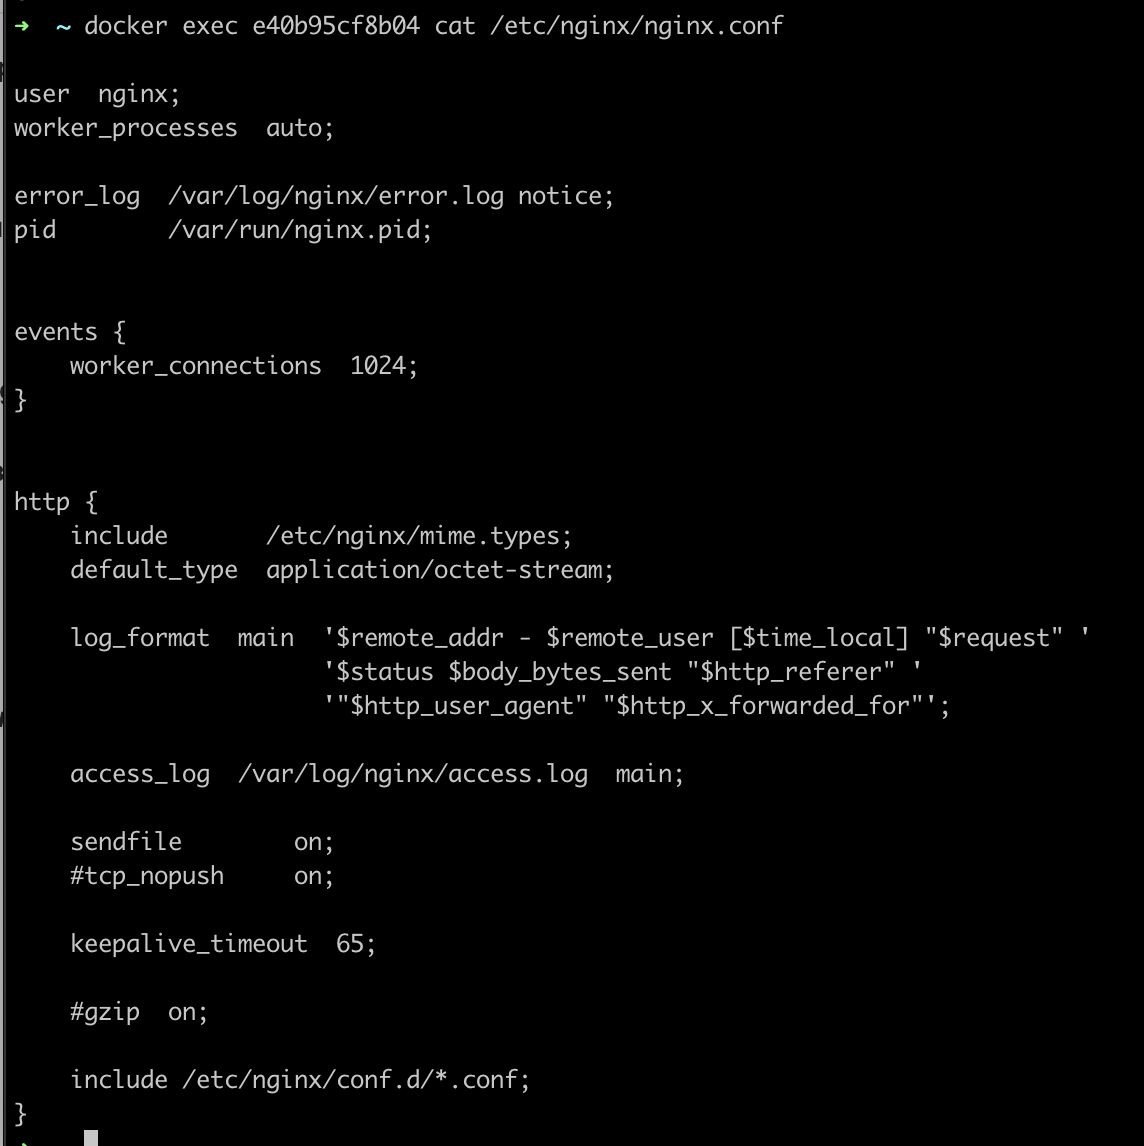 ➜  ~ docker exec e40b95cf8b04 cat /etc/nginx/nginx.conf

user  nginx;
worker_processes  auto;

error_log  /var/log/nginx/error.log notice;
pid        /var/run/nginx.pid;


events {
    worker_connections  1024;
}


http {
    include       /etc/nginx/mime.types;
    default_type  application/octet-stream;

    log_format  main  '$remote_addr - $remote_user [$time_local] "$request" '
                      '$status $body_bytes_sent "$http_referer" '
                      '"$http_user_agent" "$http_x_forwarded_for"';

    access_log  /var/log/nginx/access.log  main;

    sendfile        on;
    #tcp_nopush     on;

    keepalive_timeout  65;

    #gzip  on;

    include /etc/nginx/conf.d/*.conf;
}